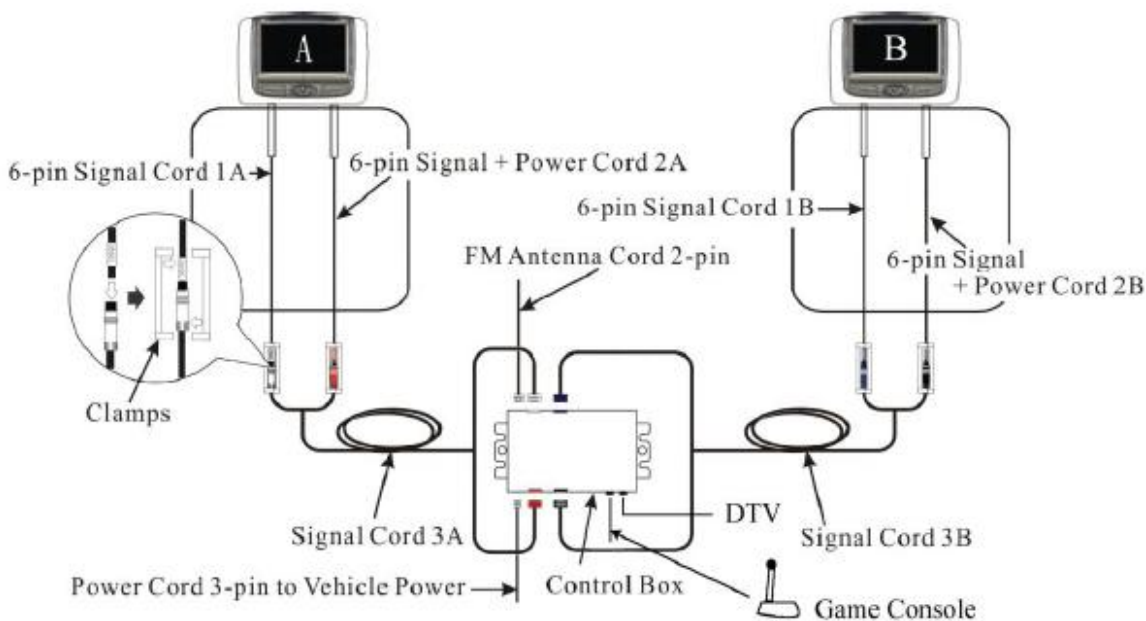 A
B
6-pin Signal Cord 1A
6-pin Signal + Power Cord 2A
6-pin Signal Cord 1B
6-pin Signal
+ Power Cord 2B
FM Antenna Cord 2-pin
Clamps
Signal Cord 3A
DTV
Signal Cord 3B
Power Cord 3-pin to Vehicle Power
Control Box
Game Console